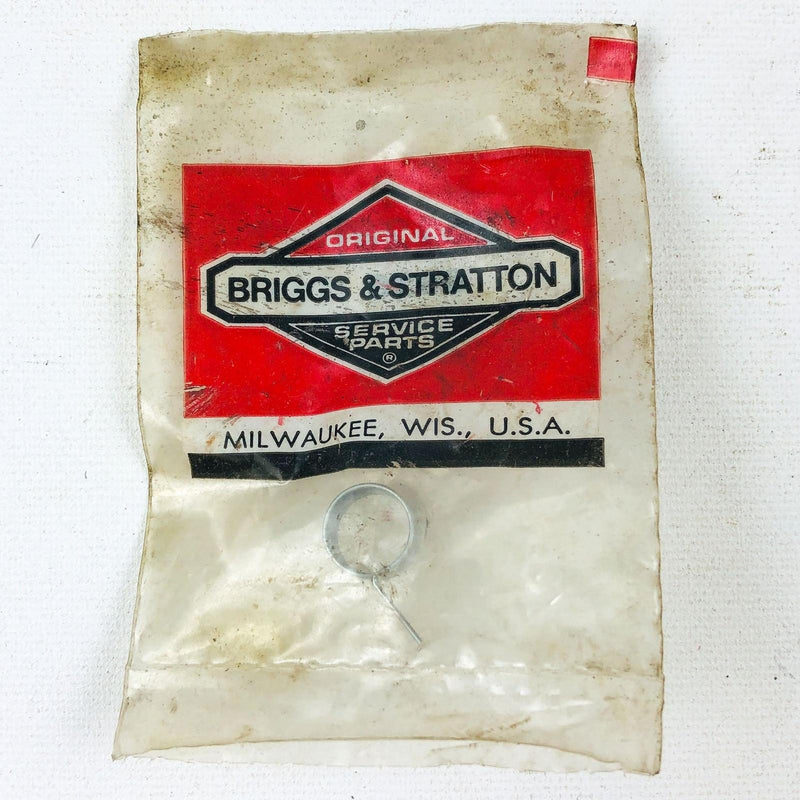 ORIGINAL
BRIGGS & STRATTON
SERVICE
PARTS
®
MILWAUKEE, WIS., U.S.A.